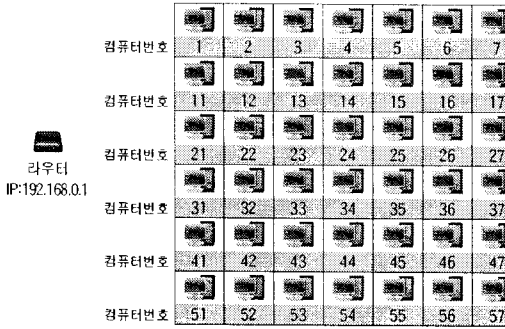 컴퓨터번호 1 2 3 4 5 6 7
컴퓨터번호 11 12 13 14 15 16 17
컴퓨터번호 21 22 23 24 25 26 27
라우터
IP:192.168.0.1
컴퓨터번호 31 32 33 34 35 36 37
컴퓨터번호 41 42 43 44 45 46 47
컴퓨터번호 51 52 53 54 55 56 57